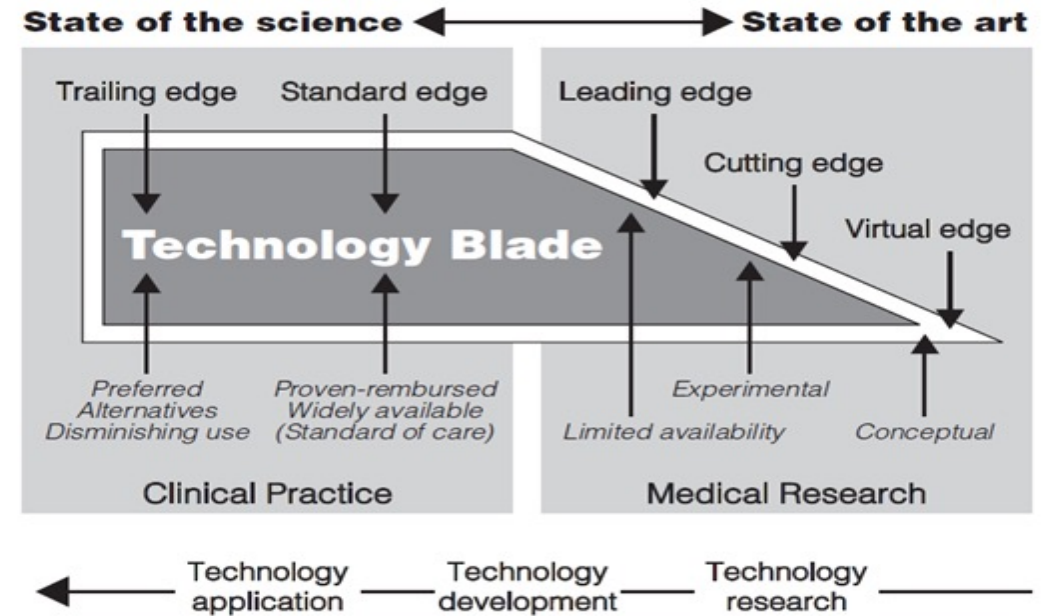 State of the science
State of the art
Trailing edge
Standard edge
Leading edge
Cutting edge
Virtual edge
Technology Blade
Preferred
Alternatives
Disminishing use
Proven-rembursed
Widely available
(Standard of care)
Experimental
Limited availability
Conceptual
Clinical Practice
Medical Research
Technology
application
Technology
development
Technology
research